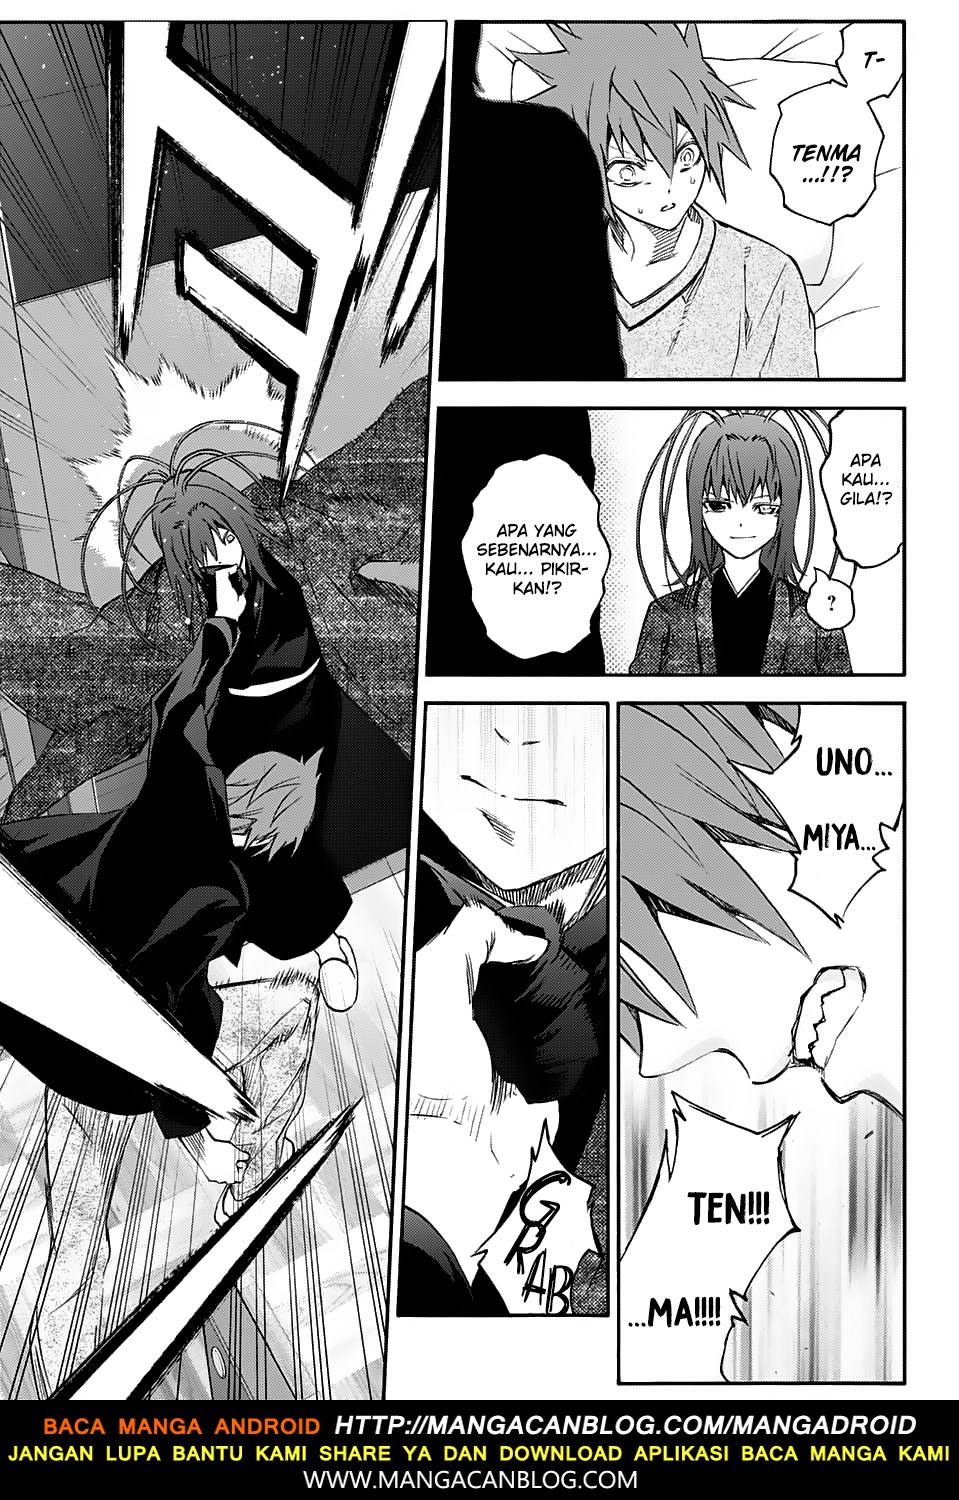 T-
TENMA
...!!?
APA
KAU...
GILA!?
?
APA YANG
SEBENARNYA...
KAU... PIKIR-
KAN!?
UNO...
MIYA...
TEN!!!
...MA!!!!
GRAB
BACA MANGA ANDROID HTTP://MANGACANBLOG.COM/MANGADROID
JANGAN LUPA BANTU KAMI SHARE YA DAN DOWNLOAD APLIKASI BACA MANGA KAMI
WWW.MANGACANBLOG.COM